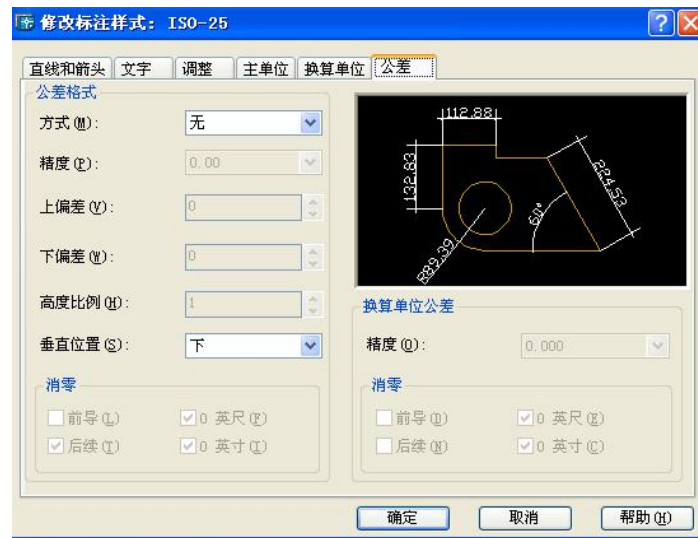 修改标注样式: ISO-25
直线和箭头 文字 调整 主单位 换算单位 公差
公差格式
方式(M): 无
精度(P): 0.00
上偏差(V): 0
下偏差(W): 0
高度比例(H): 1
垂直位置(S): 下
消零
前导(L) 0 英尺(F)
后续(T) 0 英寸(I)
112.88
132.83
224.53
60°
R89.39
换算单位公差
精度(O): 0.000
消零
前导(D) 0 英尺(E)
后续(N) 0 英寸(C)
确定 取消 帮助(H)